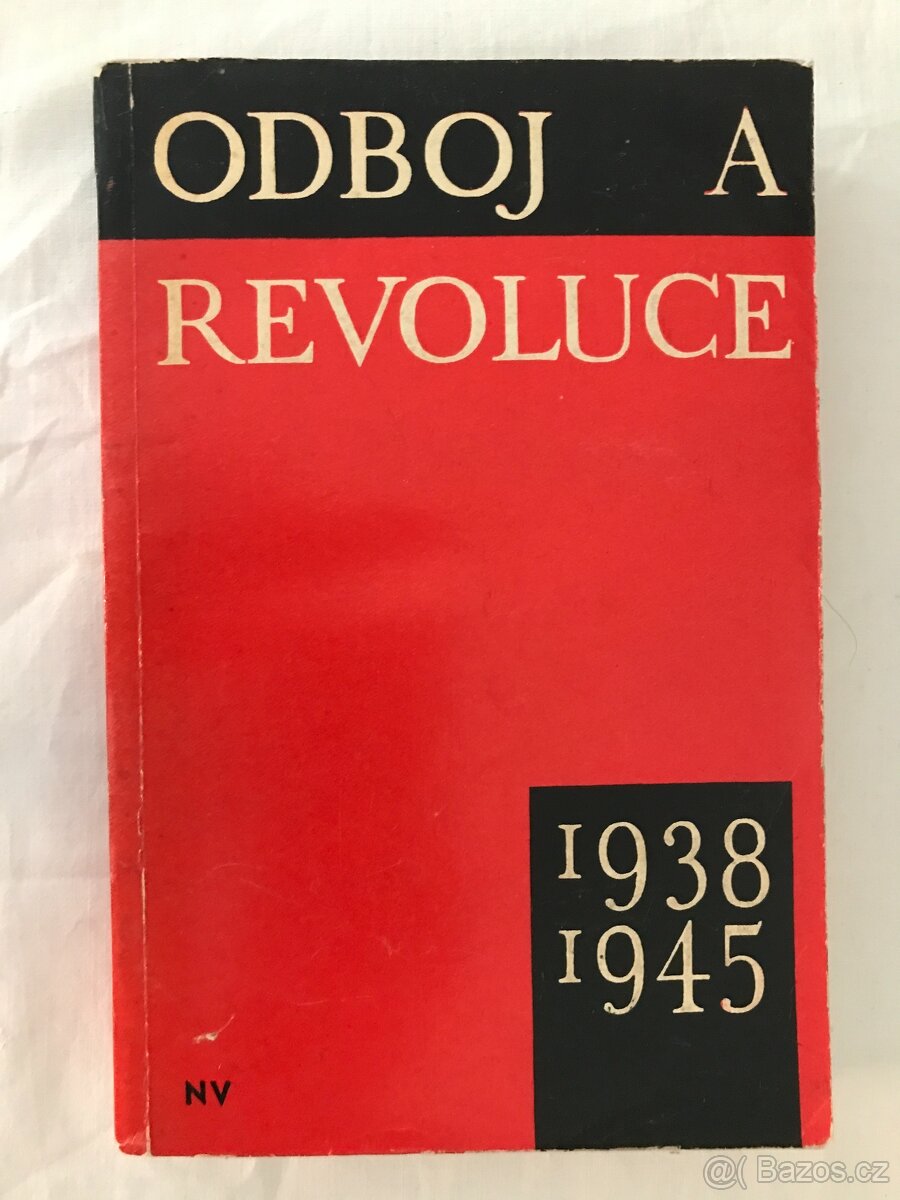 ODBOJ A
REVOLUCE
1938
1945
NV
@( Bazos.cz